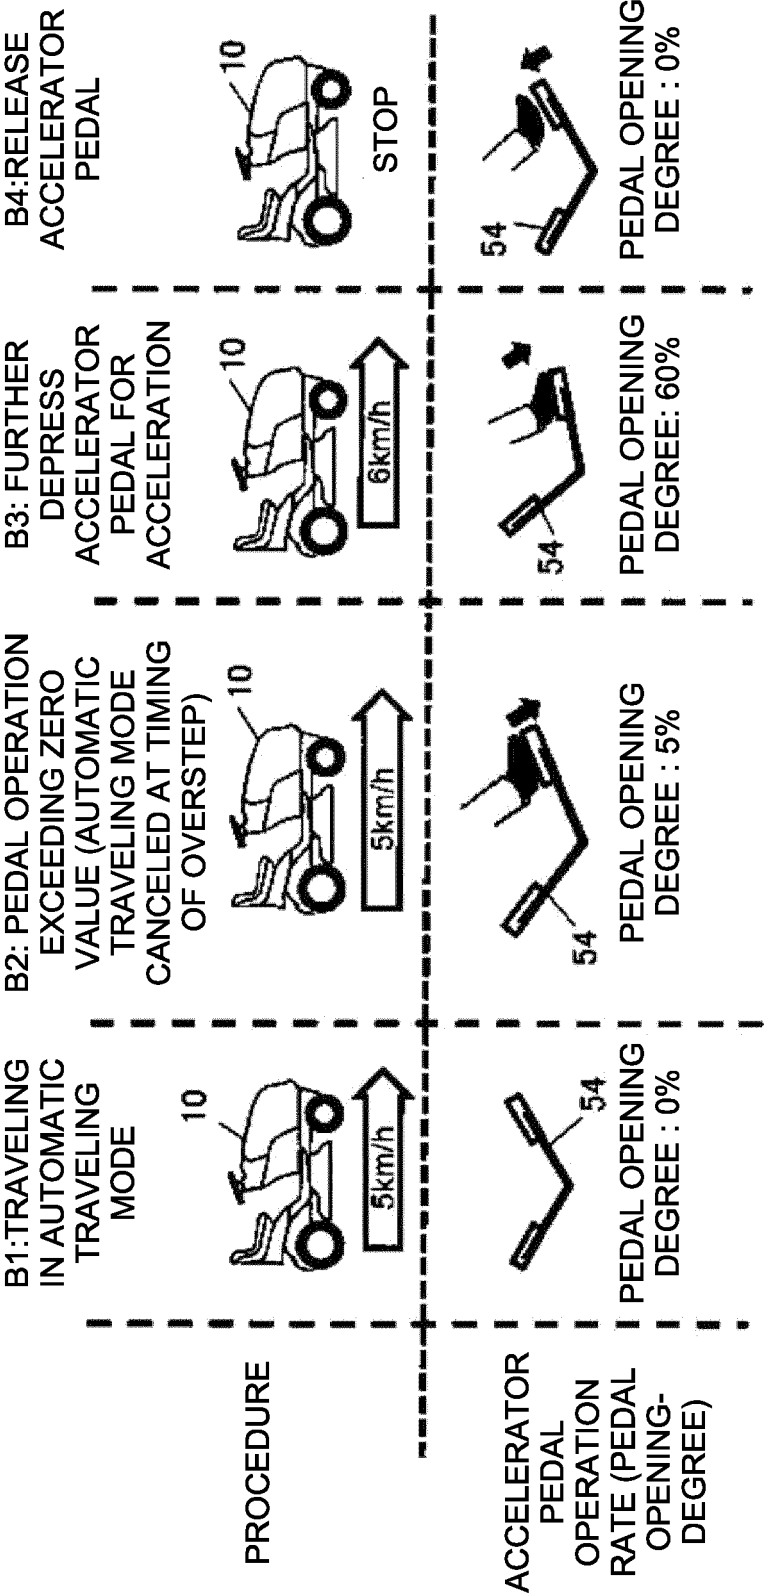 B1:TRAVELING
IN AUTOMATIC
TRAVELING
MODE
B2: PEDAL OPERATION
EXCEEDING ZERO
VALUE (AUTOMATIC
TRAVELING MODE
CANCELED AT TIMING
OF OVERSTEP)
B3: FURTHER
DEPRESS
ACCELERATOR
PEDAL FOR
ACCELERATION
B4:RELEASE
ACCELERATOR
PEDAL
PROCEDURE
10
5km/h
10
5km/h
10
6km/h
10
STOP
ACCELERATOR
PEDAL
OPERATION
RATE (PEDAL
OPENING-
DEGREE)
54
PEDAL OPENING
DEGREE : 0%
54
PEDAL OPENING
DEGREE : 5%
54
PEDAL OPENING
DEGREE: 60%
54
PEDAL OPENING
DEGREE : 0%